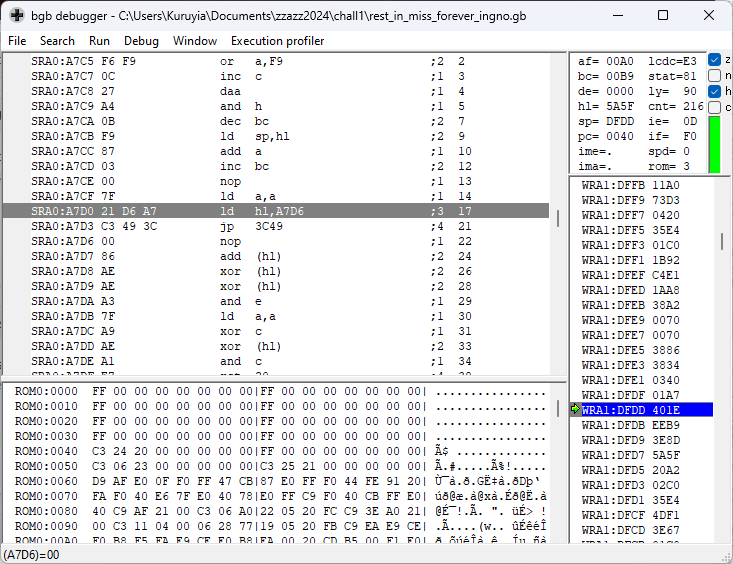 bgb debugger - C:\Users\Kuruyia\Documents\zzazz2024\chall1\rest_in_miss_forever_ingno.gb
File Search Run Debug Window Execution profiler
SRA0:A7C5 F6 F9 or a,F9 ;2 2
SRA0:A7C7 0C inc c ;1 3
SRA0:A7C8 27 daa ;1 4
SRA0:A7C9 A4 and h ;1 5
SRA0:A7CA 0B dec bc ;2 7
SRA0:A7CB F9 ld sp,hl ;2 9
SRA0:A7CC 87 add a ;1 10
SRA0:A7CD 03 inc bc ;2 12
SRA0:A7CE 00 nop ;1 13
SRA0:A7CF 7F ld a,a ;1 14
SRA0:A7D0 21 D6 A7 ld hl,A7D6 ;3 17
SRA0:A7D3 C3 49 3C jp 3C49 ;4 21
SRA0:A7D6 00 nop ;1 22
SRA0:A7D7 86 add (hl) ;2 24
SRA0:A7D8 AE xor (hl) ;2 26
SRA0:A7D9 AE xor (hl) ;2 28
SRA0:A7DA A3 and e ;1 29
SRA0:A7DB 7F ld a,a ;1 30
SRA0:A7DC A9 xor c ;1 31
SRA0:A7DD AE xor (hl) ;2 33
SRA0:A7DE A1 and c ;1 34
af= 00A0 lcdc=E3 z
bc= 00B9 stat=81 n
de= 0000 ly= 90 h
hl= 5A5F cnt= 216 c
sp= DFDD ie= 0D
pc= 0040 if= F0
ime=. spd= 0
ima=. rom= 3
WRA1:DFFB 11A0
WRA1:DFF9 73D3
WRA1:DFF7 0420
WRA1:DFF5 35E4
WRA1:DFF3 01C0
WRA1:DFF1 1B92
WRA1:DFEF C4E1
WRA1:DFED 1AA8
WRA1:DFEB 38A2
WRA1:DFE9 0070
WRA1:DFE7 0070
WRA1:DFE5 3886
WRA1:DFE3 3834
WRA1:DFE1 0340
WRA1:DFDF 01A7
WRA1:DFDD 401E
WRA1:DFDB EEB9
WRA1:DFD9 3E8D
WRA1:DFD7 5A5F
WRA1:DFD5 20A2
WRA1:DFD3 02C0
WRA1:DFD1 35E4
WRA1:DFCF 4DF1
WRA1:DFCD 3E67
ROM0:0000 FF 00 00 00 00 00 00 00|FF 00 00 00 00 00 00 00| ................
ROM0:0010 FF 00 00 00 00 00 00 00|FF 00 00 00 00 00 00 00| ................
ROM0:0020 FF 00 00 00 00 00 00 00|FF 00 00 00 00 00 00 00| ................
ROM0:0030 FF 00 00 00 00 00 00 00|FF 00 00 00 00 00 00 00| ................
ROM0:0040 C3 24 20 00 00 00 00 00|C3 06 23 00 00 00 00 00|
ROM0:0050 C3 06 23 00 00 00 00 00|C3 25 21 00 00 00 00 00|
ROM0:0060 D9 AF E0 0F F0 FF 47 CB|87 E0 FF F0 44 FE 91 20|
ROM0:0070 FA F0 40 E6 7F E0 40 78|E0 FF C9 F0 40 CB FF E0|
ROM0:0080 40 C9 AF 21 00 C3 06 A0|22 05 20 FC C9 3E A0 21|
ROM0:0090 00 C3 11 04 00 06 28 77|19 05 20 FB C9 EA E9 CE|
(A7D6)=00